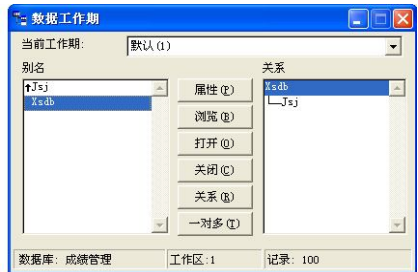 数据工作期
当前工作期: 默认(1)
别名 关系
↑Jsj
Xsdb
属性(P)
浏览(B)
打开(O)
关闭(C)
关系(R)
一对多(T)
Xsdb
Jsj
数据库: 成绩管理 工作区:1 记录: 100